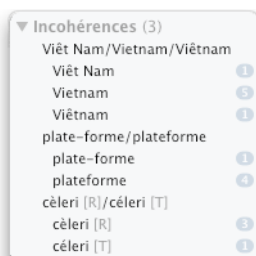 Incohérences (3)
Viêt Nam/Vietnam/Viêtnam
Viêt Nam 1
Vietnam 5
Viêtnam 1
plate-forme/plateforme
plate-forme 1
plateforme 4
cèleri [R]/céleri [T]
cèleri [R] 3
céleri [T] 1